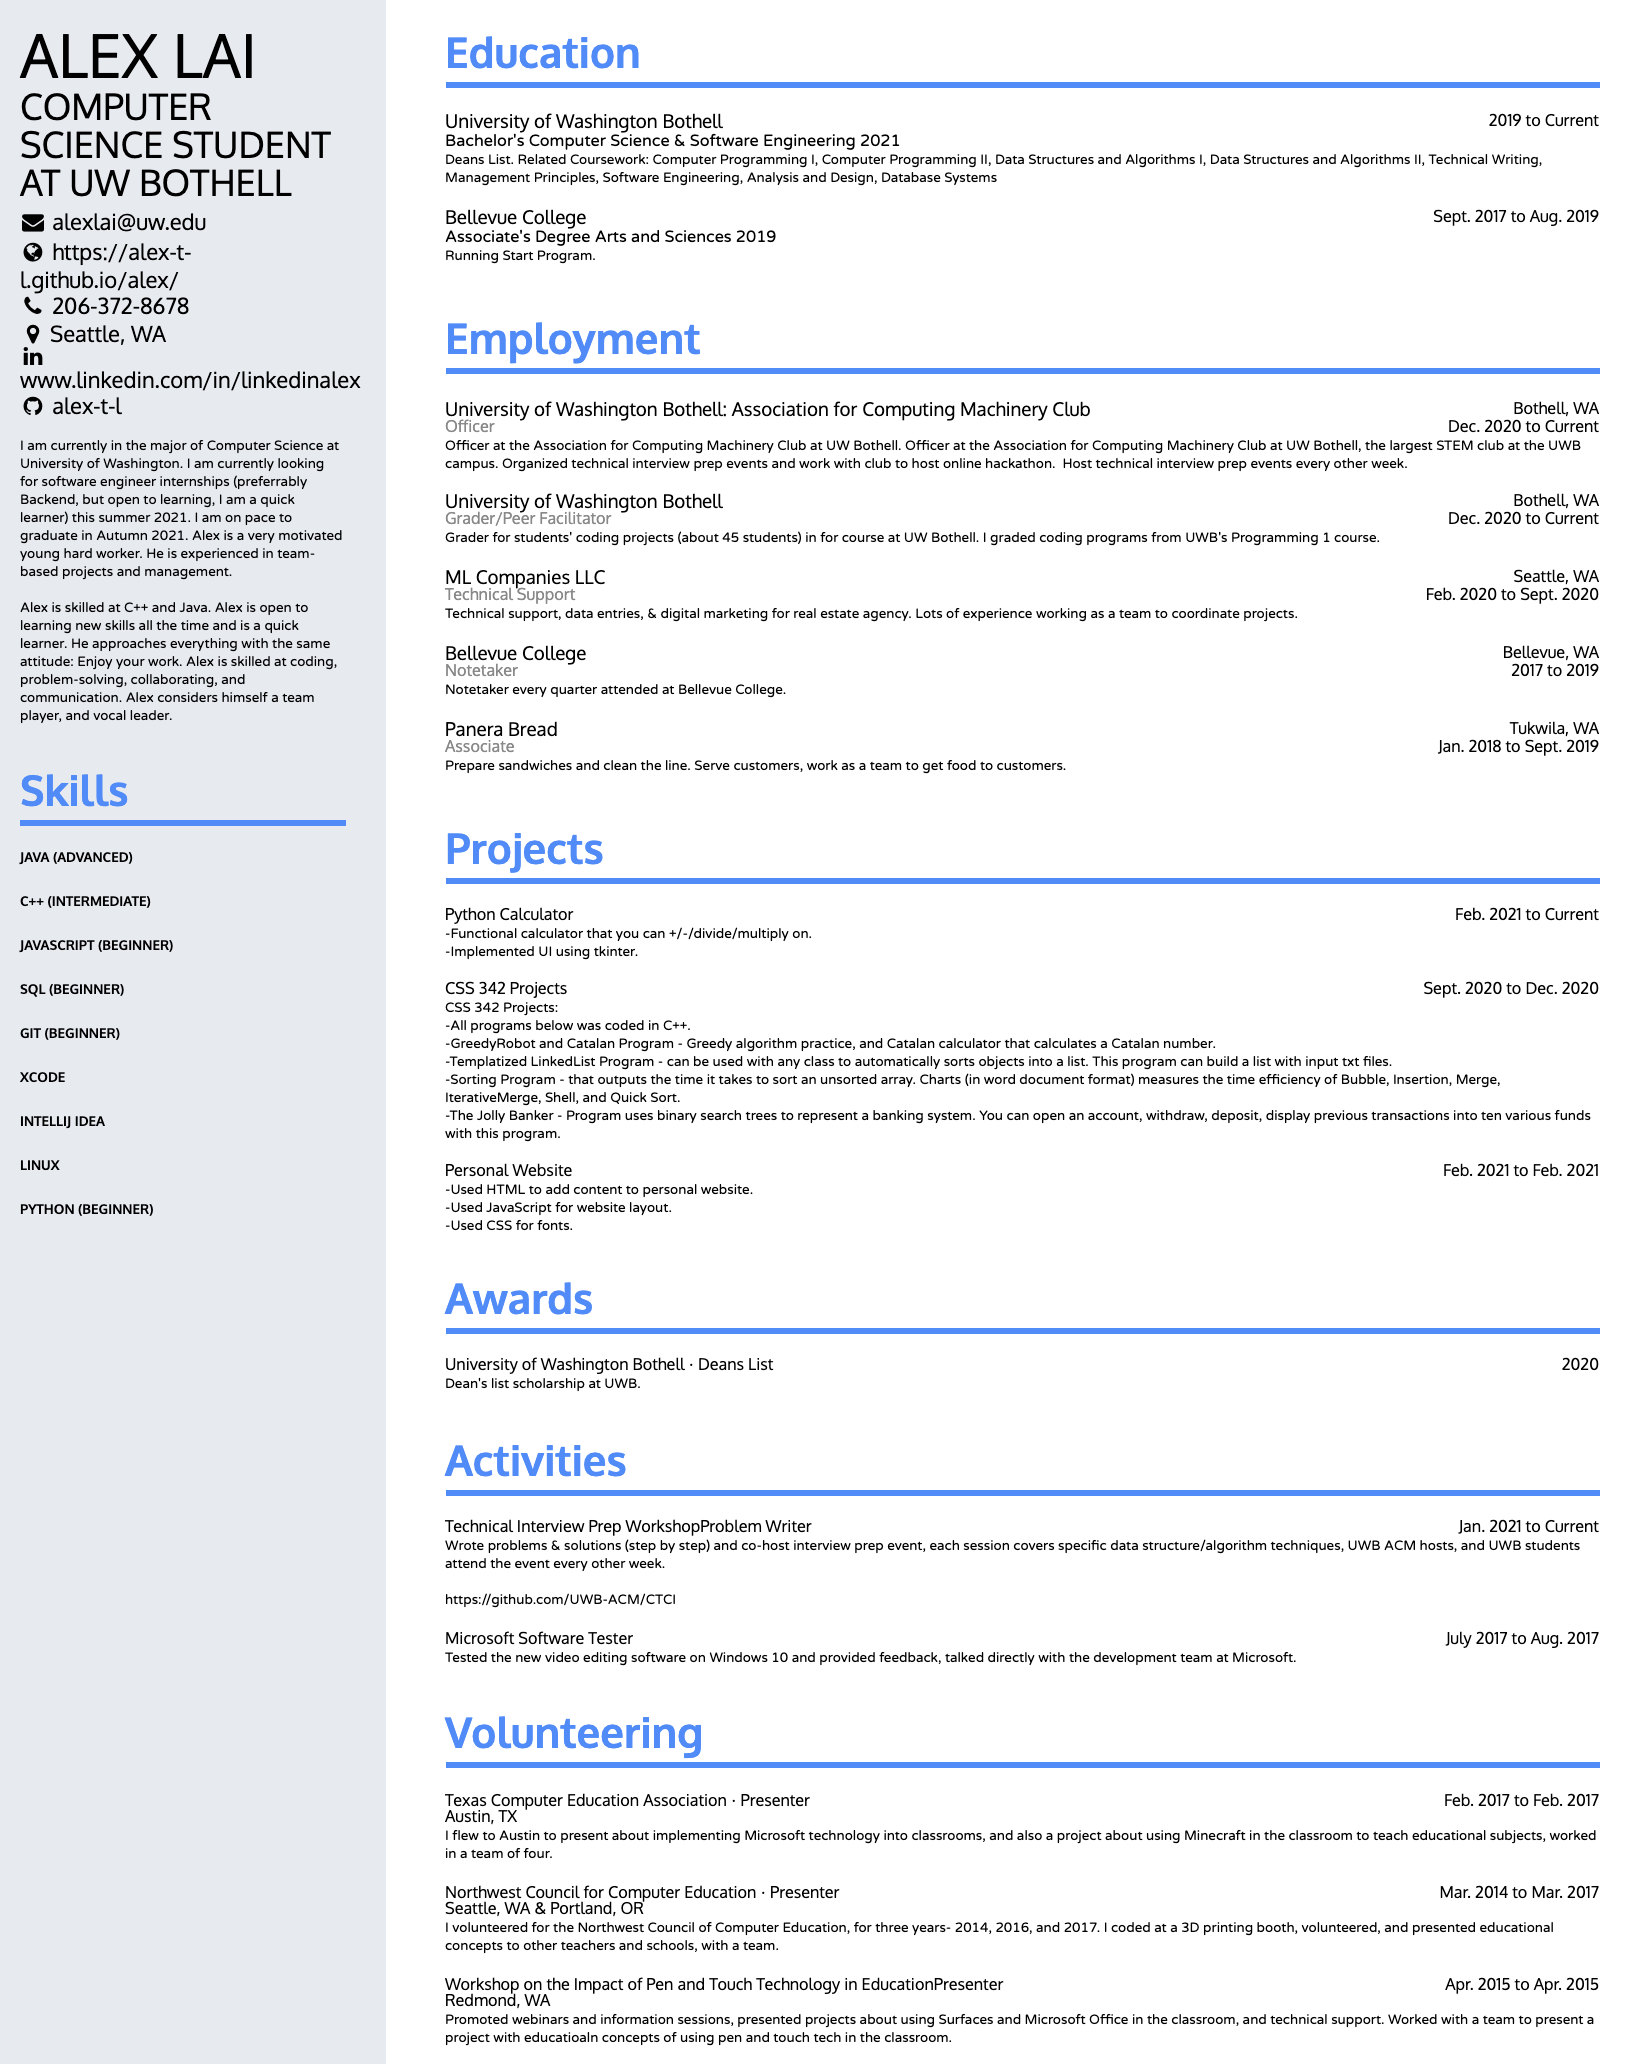 ALEX LAI
COMPUTER
SCIENCE STUDENT
AT UW BOTHELL
alexlai@uw.edu
https://alex-t-
l.github.io/alex/
206-372-8678
Seattle, WA
www.linkedin.com/in/linkedinalex
alex-t-l
I am currently in the major of Computer Science at
University of Washington. I am currently looking
for software engineer internships (preferrably
Backend, but open to learning, I am a quick
learner) this summer 2021. I am on pace to
graduate in Autumn 2021. Alex is a very motivated
young hard worker. He is experienced in team-
based projects and management.
Alex is skilled at C++ and Java. Alex is open to
learning new skills all the time and is a quick
learner. He approaches everything with the same
attitude: Enjoy your work. Alex is skilled at coding,
problem-solving, collaborating, and
communication. Alex considers himself a team
player, and vocal leader.
Skills
JAVA (ADVANCED)
C++ (INTERMEDIATE)
JAVASCRIPT (BEGINNER)
SQL (BEGINNER)
GIT (BEGINNER)
XCODE
INTELLIJ IDEA
LINUX
PYTHON (BEGINNER)
Education
University of Washington Bothell 2019 to Current
Bachelor's Computer Science & Software Engineering 2021
Deans List. Related Coursework: Computer Programming I, Computer Programming II, Data Structures and Algorithms I, Data Structures and Algorithms II, Technical Writing,
Management Principles, Software Engineering, Analysis and Design, Database Systems
Bellevue College Sept. 2017 to Aug. 2019
Associate's Degree Arts and Sciences 2019
Running Start Program.
Employment
University of Washington Bothell: Association for Computing Machinery Club Bothell, WA
Officer Dec. 2020 to Current
Officer at the Association for Computing Machinery Club at UW Bothell. Officer at the Association for Computing Machinery Club at UW Bothell, the largest STEM club at the UWB
campus. Organized technical interview prep events and work with club to host online hackathon.  Host technical interview prep events every other week.
University of Washington Bothell Bothell, WA
Grader/Peer Facilitator Dec. 2020 to Current
Grader for students' coding projects (about 45 students) in for course at UW Bothell. I graded coding programs from UWB's Programming 1 course.
ML Companies LLC Seattle, WA
Technical Support Feb. 2020 to Sept. 2020
Technical support, data entries, & digital marketing for real estate agency. Lots of experience working as a team to coordinate projects.
Bellevue College Bellevue, WA
Notetaker 2017 to 2019
Notetaker every quarter attended at Bellevue College.
Panera Bread Tukwila, WA
Associate Jan. 2018 to Sept. 2019
Prepare sandwiches and clean the line. Serve customers, work as a team to get food to customers.
Projects
Python Calculator Feb. 2021 to Current
-Functional calculator that you can +/-/divide/multiply on.
-Implemented UI using tkinter.
CSS 342 Projects Sept. 2020 to Dec. 2020
CSS 342 Projects:
-All programs below was coded in C++.
-GreedyRobot and Catalan Program - Greedy algorithm practice, and Catalan calculator that calculates a Catalan number.
-Templatized LinkedList Program - can be used with any class to automatically sorts objects into a list. This program can build a list with input txt files.
-Sorting Program - that outputs the time it takes to sort an unsorted array. Charts (in word document format) measures the time efficiency of Bubble, Insertion, Merge,
IterativeMerge, Shell, and Quick Sort.
-The Jolly Banker - Program uses binary search trees to represent a banking system. You can open an account, withdraw, deposit, display previous transactions into ten various funds
with this program.
Personal Website Feb. 2021 to Feb. 2021
-Used HTML to add content to personal website.
-Used JavaScript for website layout.
-Used CSS for fonts.
Awards
University of Washington Bothell · Deans List 2020
Dean's list scholarship at UWB.
Activities
Technical Interview Prep WorkshopProblem Writer Jan. 2021 to Current
Wrote problems & solutions (step by step) and co-host interview prep event, each session covers specific data structure/algorithm techniques, UWB ACM hosts, and UWB students
attend the event every other week.
https://github.com/UWB-ACM/CTCI
Microsoft Software Tester July 2017 to Aug. 2017
Tested the new video editing software on Windows 10 and provided feedback, talked directly with the development team at Microsoft.
Volunteering
Texas Computer Education Association · Presenter Feb. 2017 to Feb. 2017
Austin, TX
I flew to Austin to present about implementing Microsoft technology into classrooms, and also a project about using Minecraft in the classroom to teach educational subjects, worked
in a team of four.
Northwest Council for Computer Education · Presenter Mar. 2014 to Mar. 2017
Seattle, WA & Portland, OR
I volunteered for the Northwest Council of Computer Education, for three years- 2014, 2016, and 2017. I coded at a 3D printing booth, volunteered, and presented educational
concepts to other teachers and schools, with a team.
Workshop on the Impact of Pen and Touch Technology in EducationPresenter Apr. 2015 to Apr. 2015
Redmond, WA
Promoted webinars and information sessions, presented projects about using Surfaces and Microsoft Office in the classroom, and technical support. Worked with a team to present a
project with educatioaln concepts of using pen and touch tech in the classroom.